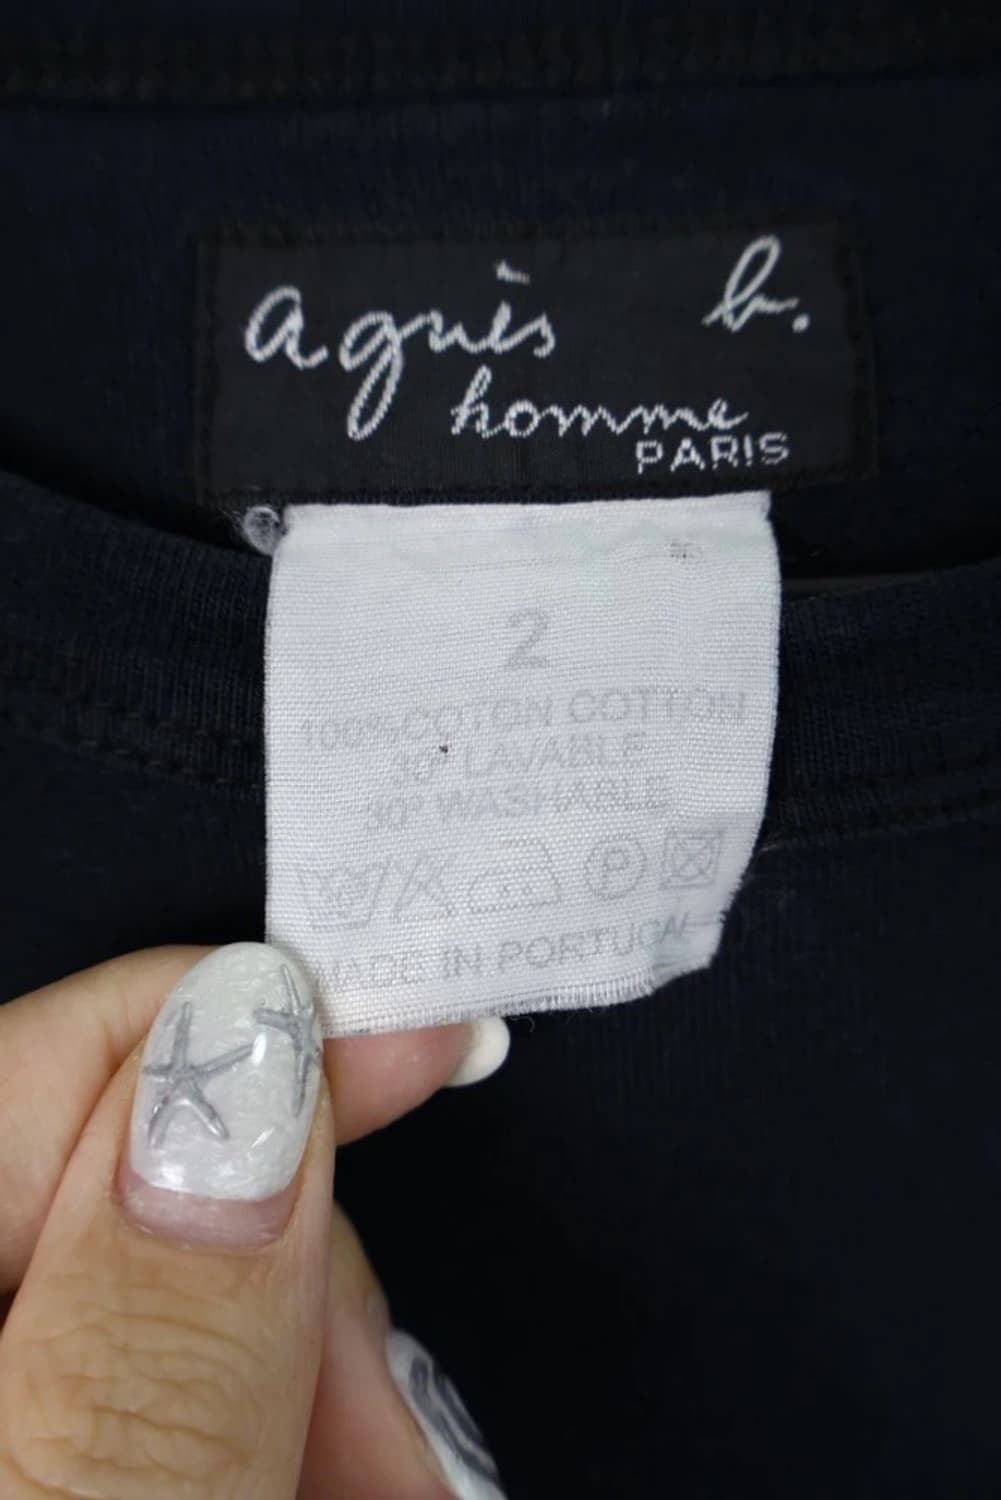 agnès b.
homme
PARIS
2
100% COTON COTTON
30° LAVABLE
30° WASHABLE
P
MADE IN PORTUGAL